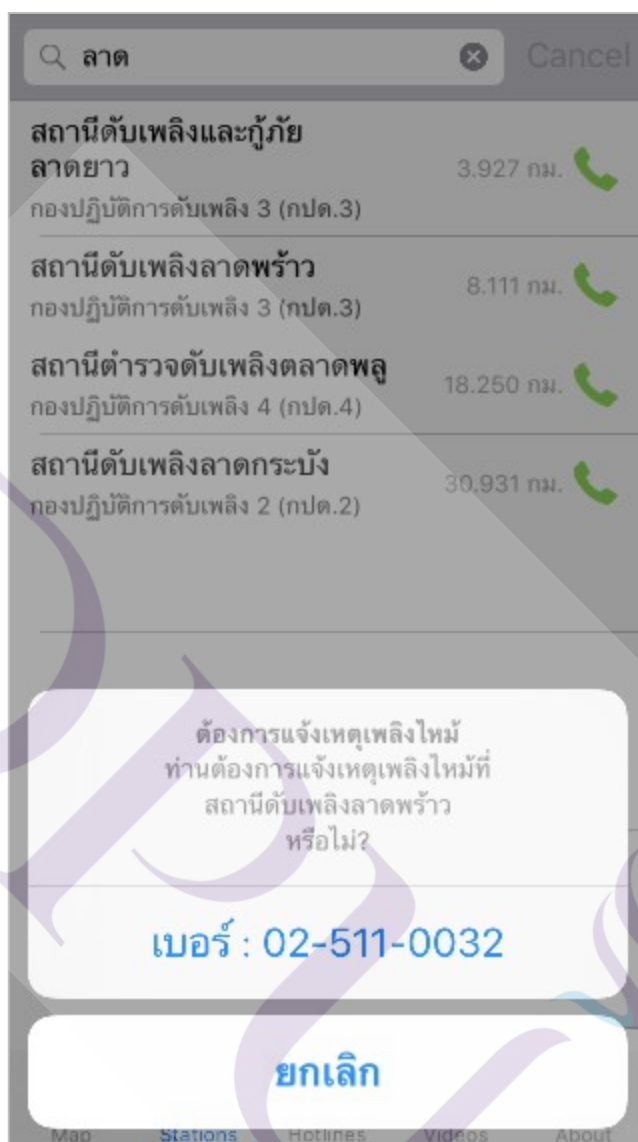 ลาด
Cancel
สถานีดับเพลิงและกู้ภัย
ลาดยาว
3.927 กม.
กองปฏิบัติการดับเพลิง 3 (กปด.3)
สถานีดับเพลิงลาดพร้าว
8.111 กม.
กองปฏิบัติการดับเพลิง 3 (กปด.3)
สถานีตำรวจดับเพลิงตลาดพลู
18.250 กม.
กองปฏิบัติการดับเพลิง 4 (กปด.4)
สถานีดับเพลิงลาดกระบัง
30.931 กม.
กองปฏิบัติการดับเพลิง 2 (กปด.2)
ต้องการแจ้งเหตุเพลิงไหม้
ท่านต้องการแจ้งเหตุเพลิงไหม้ที่
สถานีดับเพลิงลาดพร้าว
หรือไม่?
เบอร์ : 02-511-0032
ยกเลิก
Map Stations Hotlines Videos About